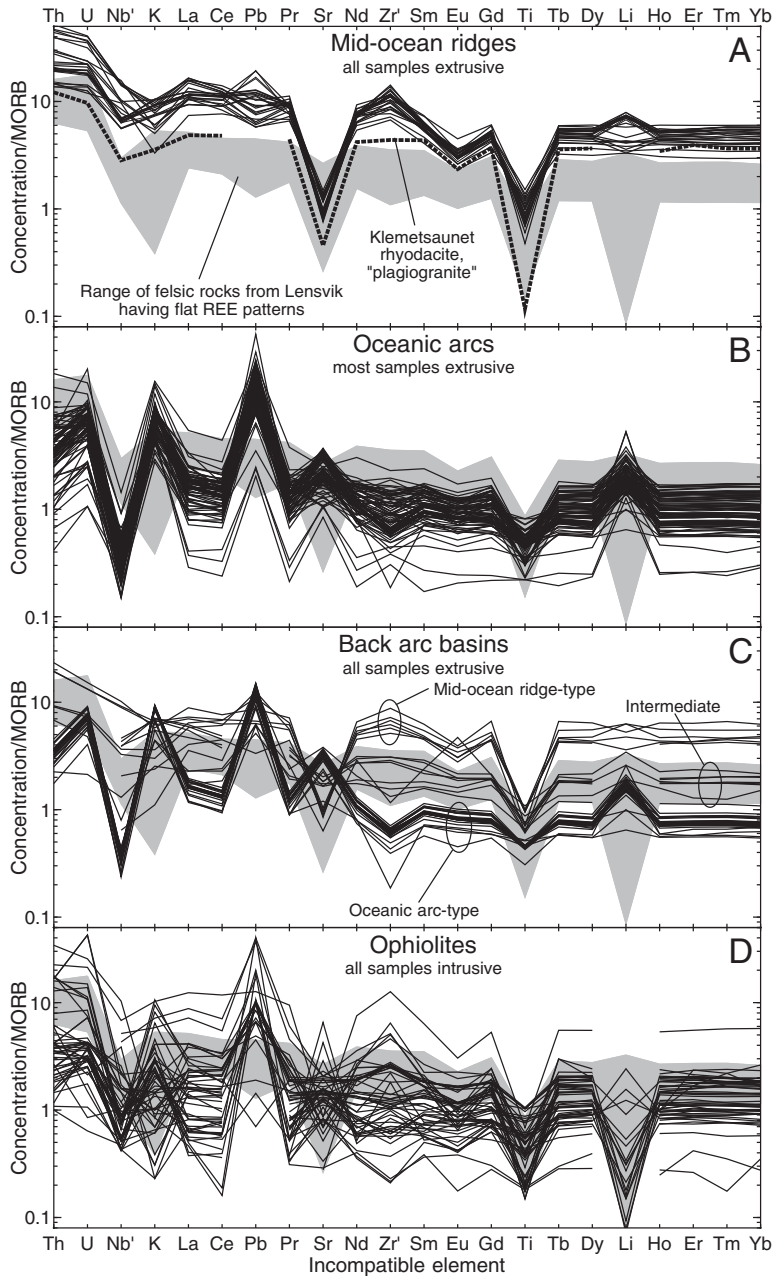 Th U Nb' K La Ce Pb Pr Sr Nd Zr' Sm Eu Gd Ti Tb Dy Li Ho Er Tm Yb
Mid-ocean ridges
all samples extrusive
A
10
1
0.1
Concentration/MORB
Klemetsaunet
rhyodacite,
"plagiogranite"
Range of felsic rocks from Lensvik
having flat REE patterns
Oceanic arcs
most samples extrusive
B
10
1
0.1
Concentration/MORB
Back arc basins
all samples extrusive
C
Mid-ocean ridge-type
Intermediate
10
1
0.1
Concentration/MORB
Oceanic arc-type
Ophiolites
all samples intrusive
D
10
1
0.1
Concentration/MORB
Th U Nb' K La Ce Pb Pr Sr Nd Zr' Sm Eu Gd Ti Tb Dy Li Ho Er Tm Yb
Incompatible element